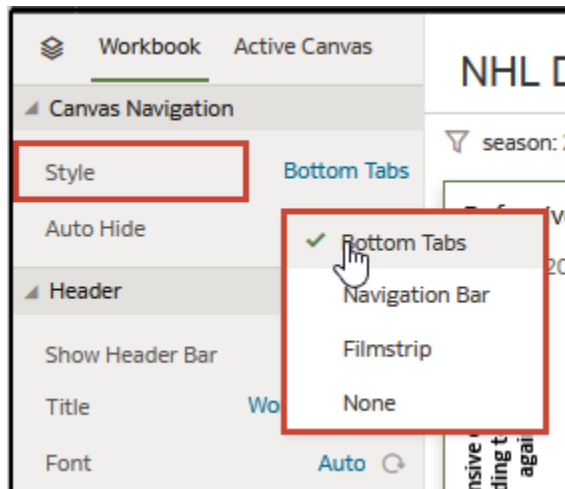 Workbook Active Canvas
NHL D
Canvas Navigation
season:
Style Bottom Tabs
Auto Hide
Bottom Tabs
Header
Navigation Bar
Show Header Bar
Filmstrip
Title Wo
None
Font Auto